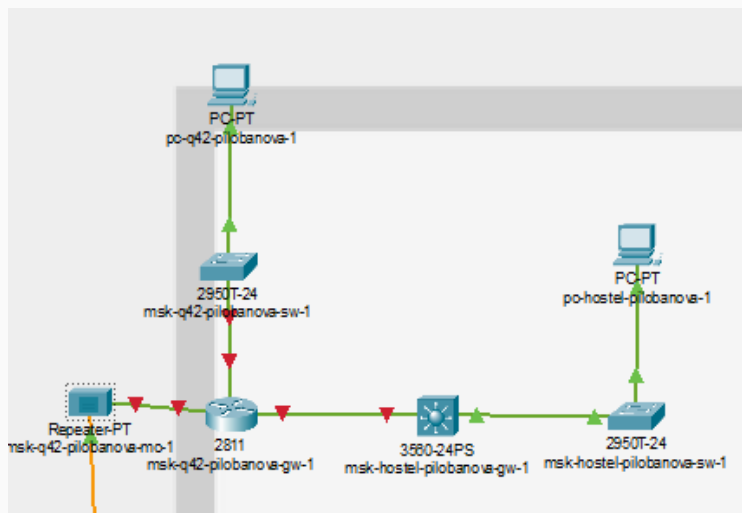 PC-PT
pc-q42-pilobanova-1
PC-PT
pc-hostel-pilobanova-1
2950T-24
msk-q42-pilobanova-sw-1
Repeater-PT
msk-q42-pilobanova-mc-1
2811
msk-q42-pilobanova-gw-1
3560-24PS
msk-hostel-pilobanova-gw-1
2950T-24
msk-hostel-pilobanova-sw-1